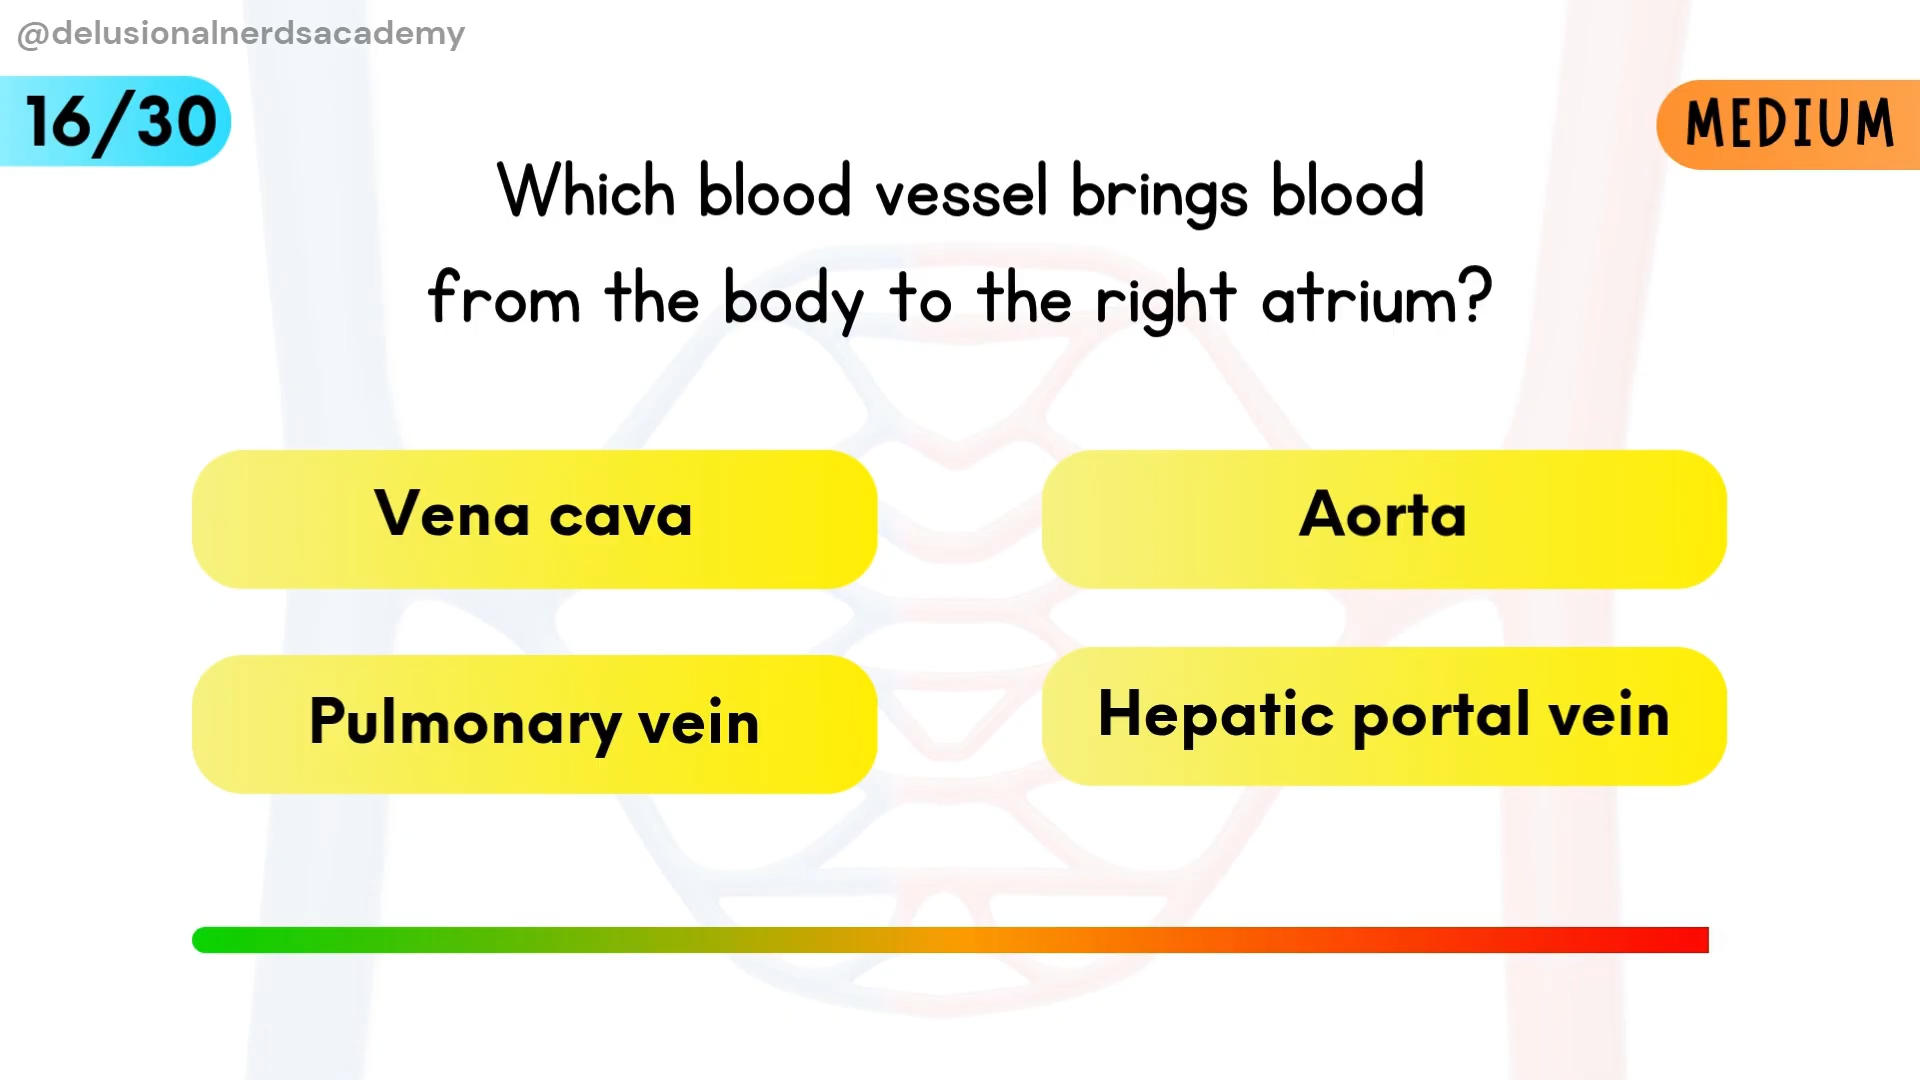 @delusionalnerdsacademy
16/30
MEDIUM
Which blood vessel brings blood
from the body to the right atrium?
Vena cava
Aorta
Pulmonary vein
Hepatic portal vein